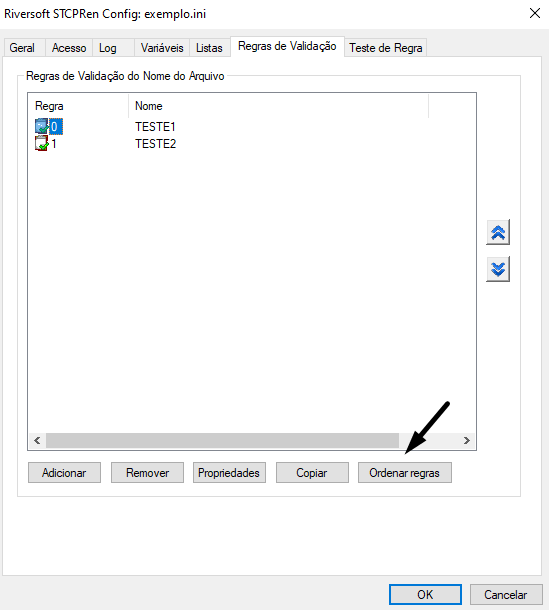 Riversoft STCPRen Config: exemplo.ini
Geral Acesso Log Variáveis Listas Regras de Validação Teste de Regra
Regras de Validação do Nome do Arquivo
Regra Nome
0 TESTE1
1 TESTE2
Adicionar Remover Propriedades Copiar Ordenar regras
OK Cancelar